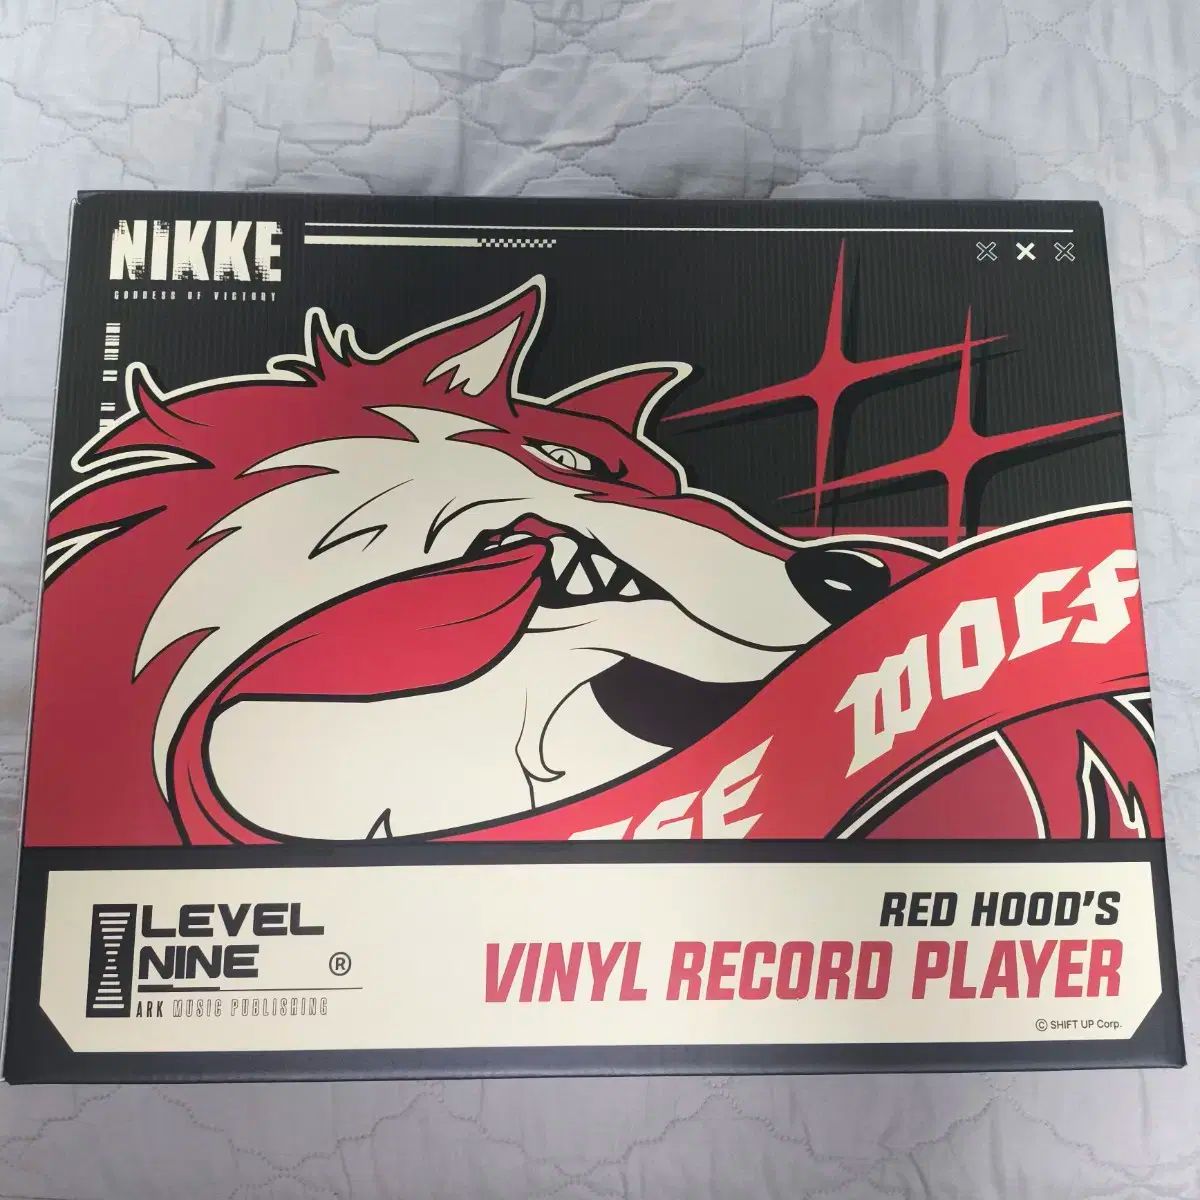 NIKKE
GODDESS OF VICTORY
WOLF
LEVEL
NINE
®
ARK MUSIC PUBLISHING
RED HOOD'S
VINYL RECORD PLAYER
© SHIFT UP Corp.